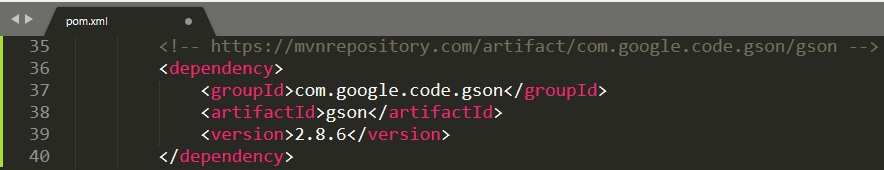 pom.xml
35 <!-- https://mvnrepository.com/artifact/com.google.code.gson/gson -->
36 <dependency>
37 <groupId>com.google.code.gson</groupId>
38 <artifactId>gson</artifactId>
39 <version>2.8.6</version>
40 </dependency>